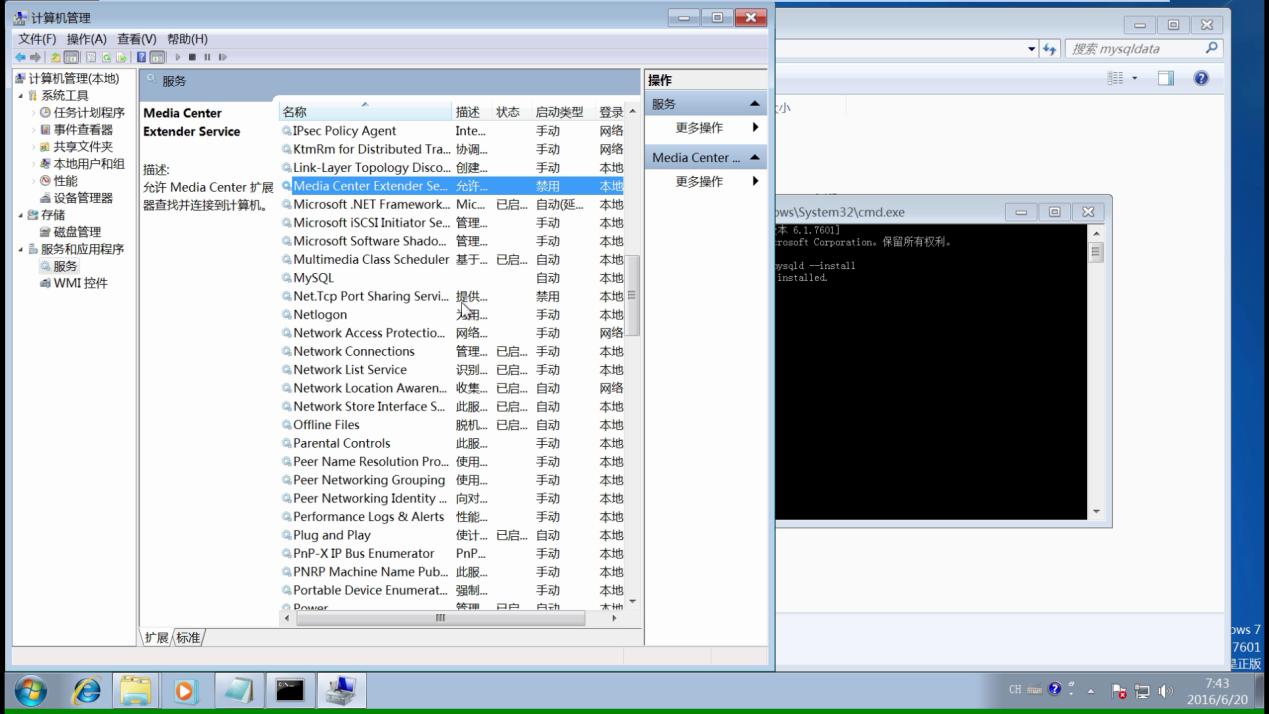 计算机管理
文件(F) 操作(A) 查看(V) 帮助(H)
计算机管理(本地)
系统工具
任务计划程序
事件查看器
共享文件夹
本地用户和组
性能
设备管理器
存储
磁盘管理
服务和应用程序
服务
WMI 控件
服务
Media Center
Extender Service
描述:
允许 Media Center 扩展
器查找并连接到计算机。
名称 描述 状态 启动类型 登录
IPsec Policy Agent Inte... 手动 网络
KtmRm for Distributed Tra... 协调... 手动 网络
Link-Layer Topology Disco... 创建... 手动 本地
Media Center Extender Se... 允许... 禁用 本地
Microsoft .NET Framework... Mic... 已启... 自动(延... 本地
Microsoft iSCSI Initiator Se... 管理... 手动 本地
Microsoft Software Shado... 管理... 手动 本地
Multimedia Class Scheduler 基于... 已启... 自动 本地
MySQL 自动 本地
Net.Tcp Port Sharing Servi... 提供... 禁用 本地
Netlogon 手动 本地
Network Access Protectio... 网络... 手动 网络
Network Connections 管理... 已启... 手动 本地
Network List Service 识别... 已启... 手动 本地
Network Location Awaren... 收集... 已启... 自动 网络
Network Store Interface S... 此服... 已启... 自动 本地
Offline Files 脱机... 已启... 自动 本地
Parental Controls 此服... 手动 本地
Peer Name Resolution Pro... 使用... 手动 本地
Peer Networking Grouping 使用... 手动 本地
Peer Networking Identity ... 向对... 手动 本地
Performance Logs & Alerts 性能... 手动 本地
Plug and Play 使计... 已启... 自动 本地
PnP-X IP Bus Enumerator PnP... 手动 本地
PNRP Machine Name Pub... 此服... 手动 本地
Portable Device Enumerat... 强制... 手动 本地
Power 管理 已启 自动 本地
扩展 标准
操作
服务
更多操作
Media Center ...
更多操作
搜索 mysqldata
小
ows\System32\cmd.exe
本 6.1.7601]
crosoft Corporation。保留所有权利。
mysqld --install
installed.
ows 7
7601
是正版
CH
7:43
2016/6/20